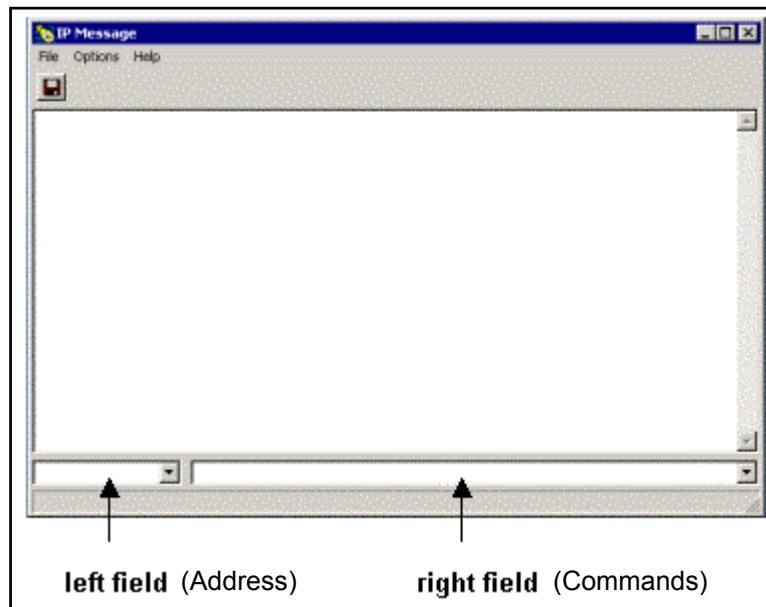 IP Message
File Options Help
left field (Address) right field (Commands)